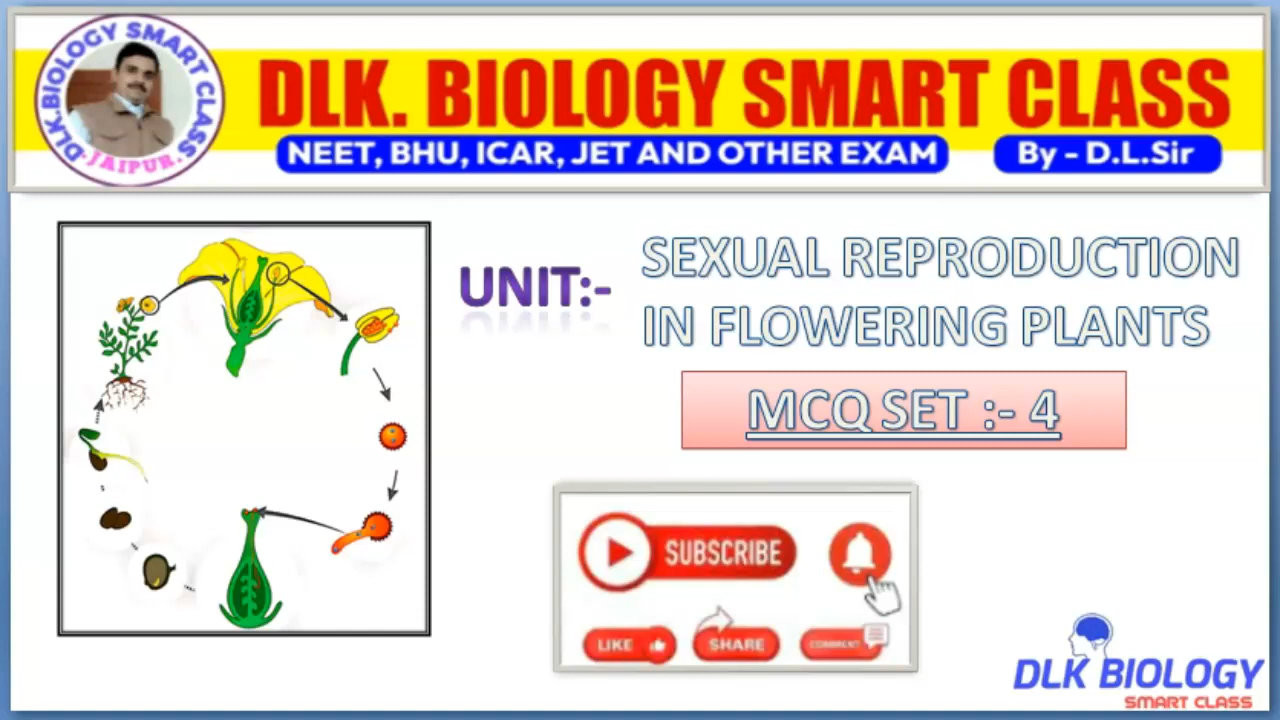 DLK.BIOLOGY SMART CLASS
.JAIPUR.
DLK. BIOLOGY SMART CLASS
NEET, BHU, ICAR, JET AND OTHER EXAM
By - D.L.Sir
UNIT:-
SEXUAL REPRODUCTION
IN FLOWERING PLANTS
MCQ SET :- 4
SUBSCRIBE
LIKE
SHARE
COMMENT
DLK BIOLOGY
SMART CLASS